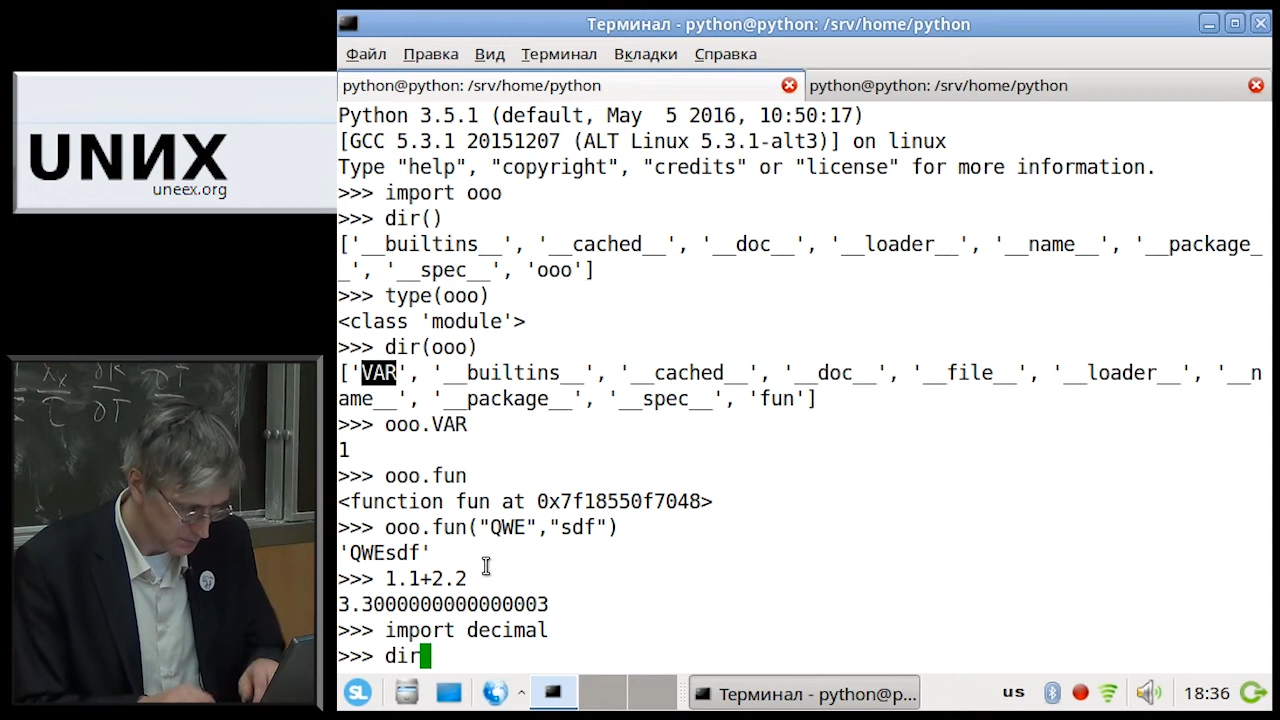 UNИX
uneex.org
Терминал - python@python: /srv/home/python
Файл Правка Вид Терминал Вкладки Справка
python@python: /srv/home/python python@python: /srv/home/python
Python 3.5.1 (default, May  5 2016, 10:50:17)
[GCC 5.3.1 20151207 (ALT Linux 5.3.1-alt3)] on linux
Type "help", "copyright", "credits" or "license" for more information.
>>> import ooo
>>> dir()
['__builtins__', '__cached__', '__doc__', '__loader__', '__name__', '__package_
_', '__spec__', 'ooo']
>>> type(ooo)
<class 'module'>
>>> dir(ooo)
['VAR', '__builtins__', '__cached__', '__doc__', '__file__', '__loader__', '__n
ame__', '__package__', '__spec__', 'fun']
>>> ooo.VAR
1
>>> ooo.fun
<function fun at 0x7f18550f7048>
>>> ooo.fun("QWE","sdf")
'QWEsdf'
>>> 1.1+2.2
3.3000000000000003
>>> import decimal
>>> dir
Терминал - python@p... us 18:36